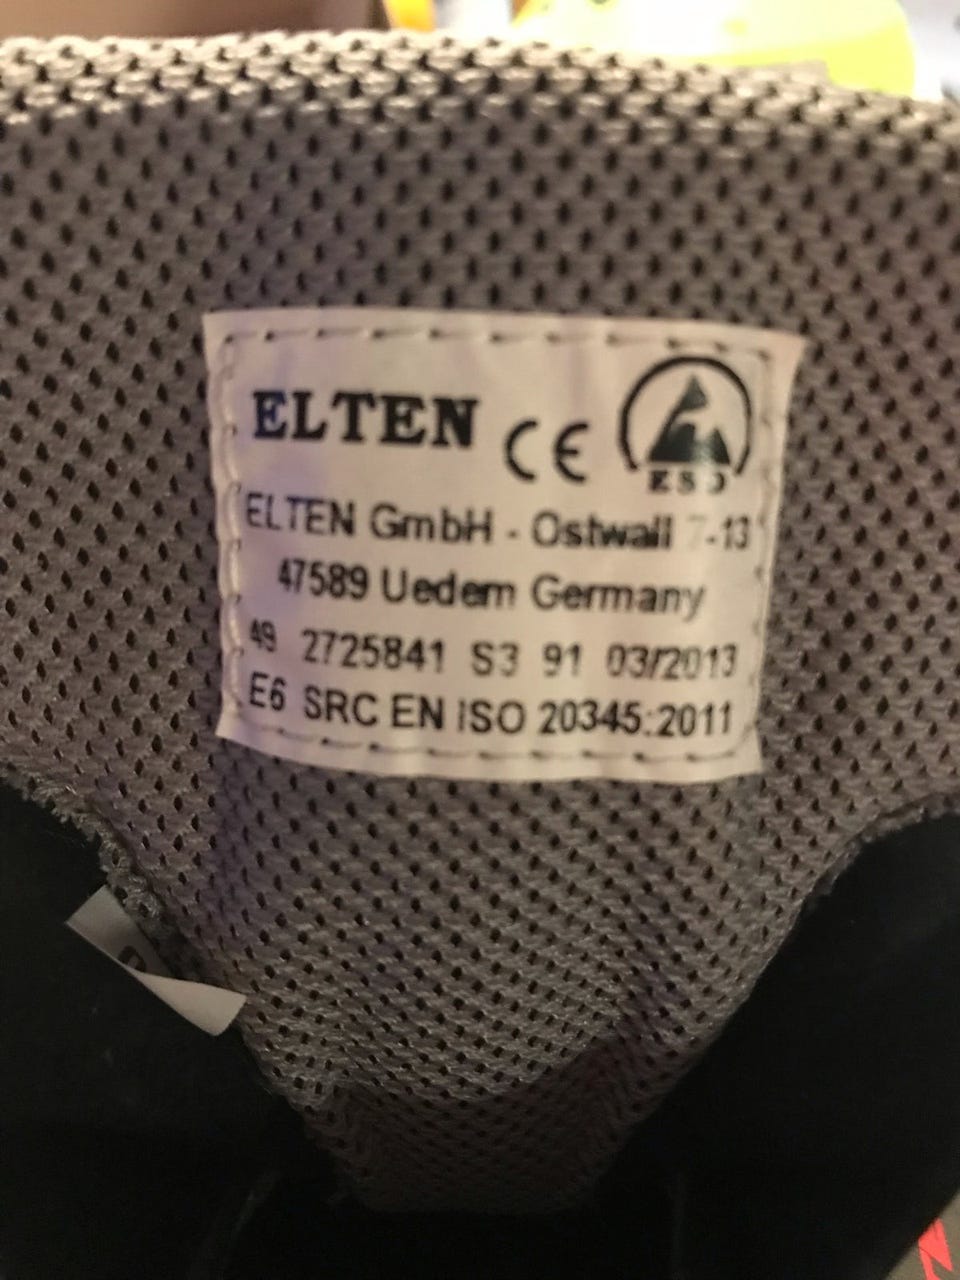 ELTEN CE ESD
ELTEN GmbH - Ostwall 7-13
47589 Uedem Germany
49 2725841 S3 91 03/2013
E6 SRC EN ISO 20345:2011